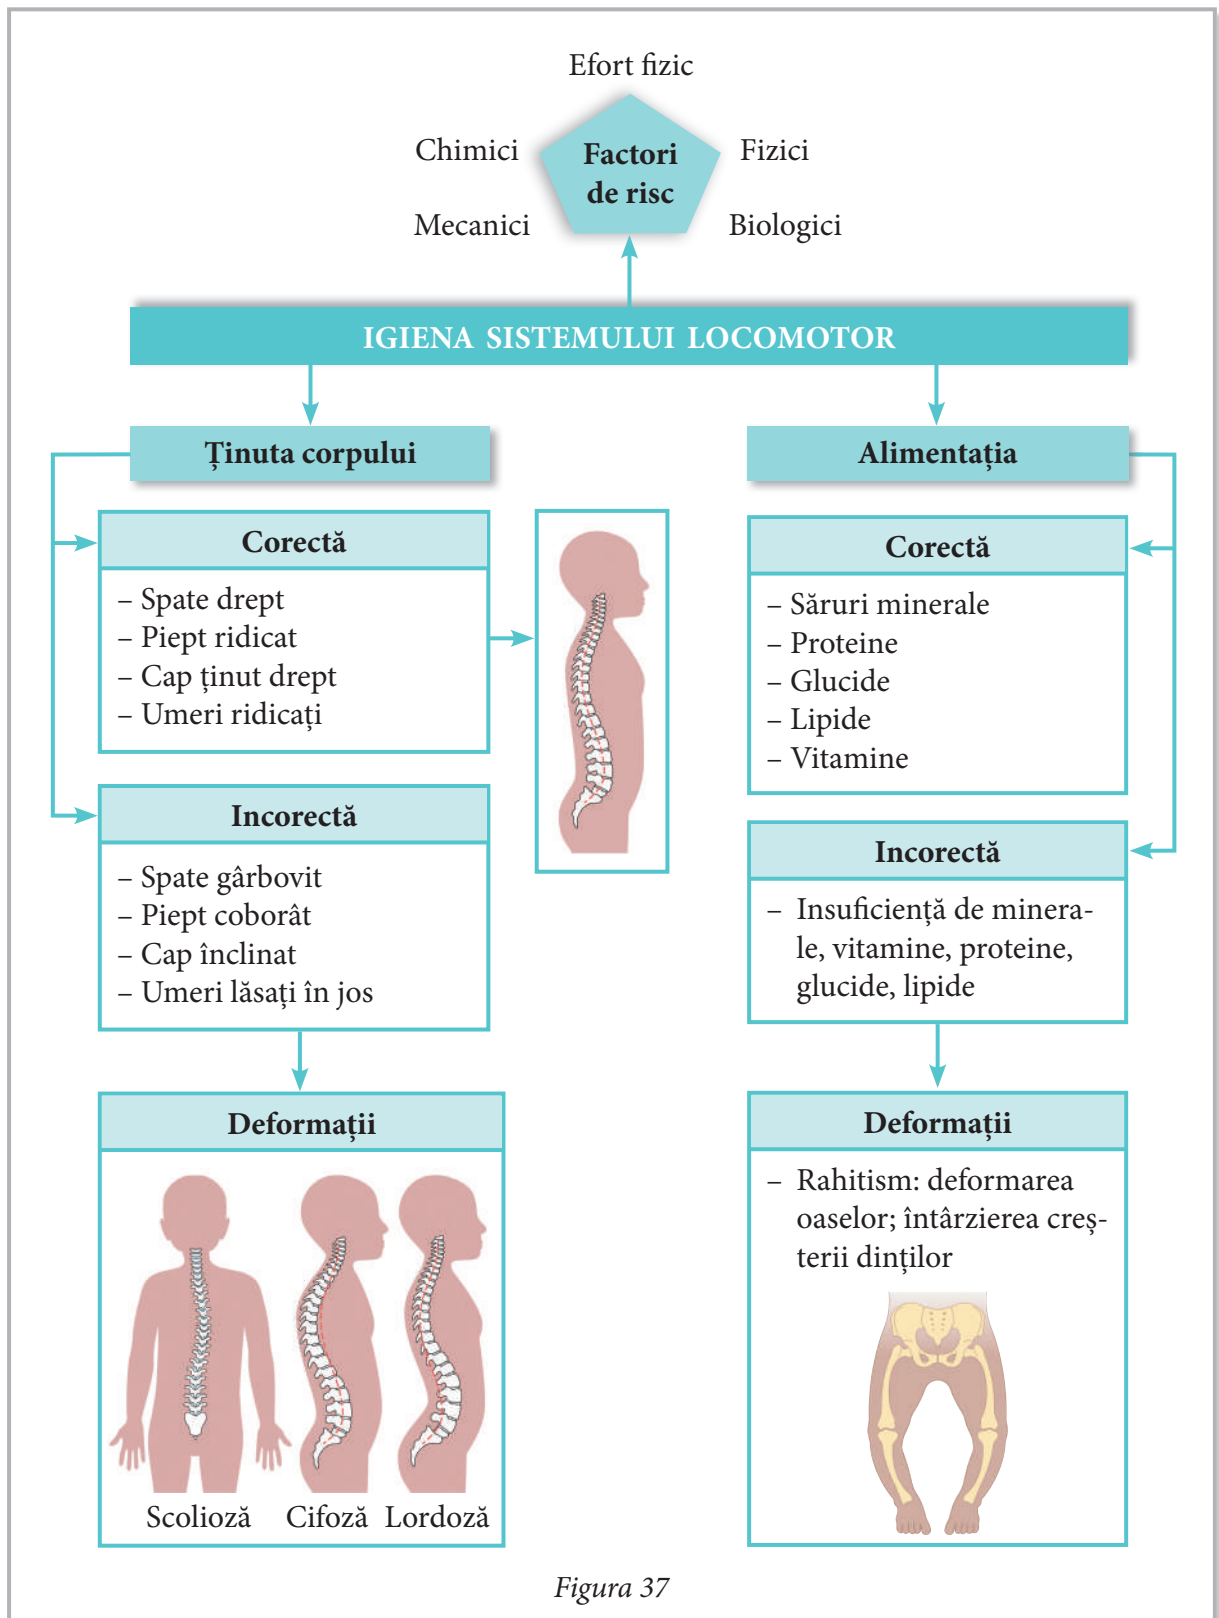 Efort fizic
Chimici
Factori
de risc
Fizici
Mecanici
Biologici
IGIENA SISTEMULUI LOCOMOTOR
Ținuta corpului
Corectă
– Spate drept
– Piept ridicat
– Cap ținut drept
– Umeri ridicați
Incorectă
– Spate gârbovit
– Piept coborât
– Cap înclinat
– Umeri lăsați în jos
Deformații
Scolioză
Cifoză
Lordoză
Alimentația
Corectă
– Săruri minerale
– Proteine
– Glucide
– Lipide
– Vitamine
Incorectă
– Insuficiență de minera-
le, vitamine, proteine,
glucide, lipide
Deformații
– Rahitism: deformarea
oaselor; întârzierea creș-
terii dinților
Figura 37